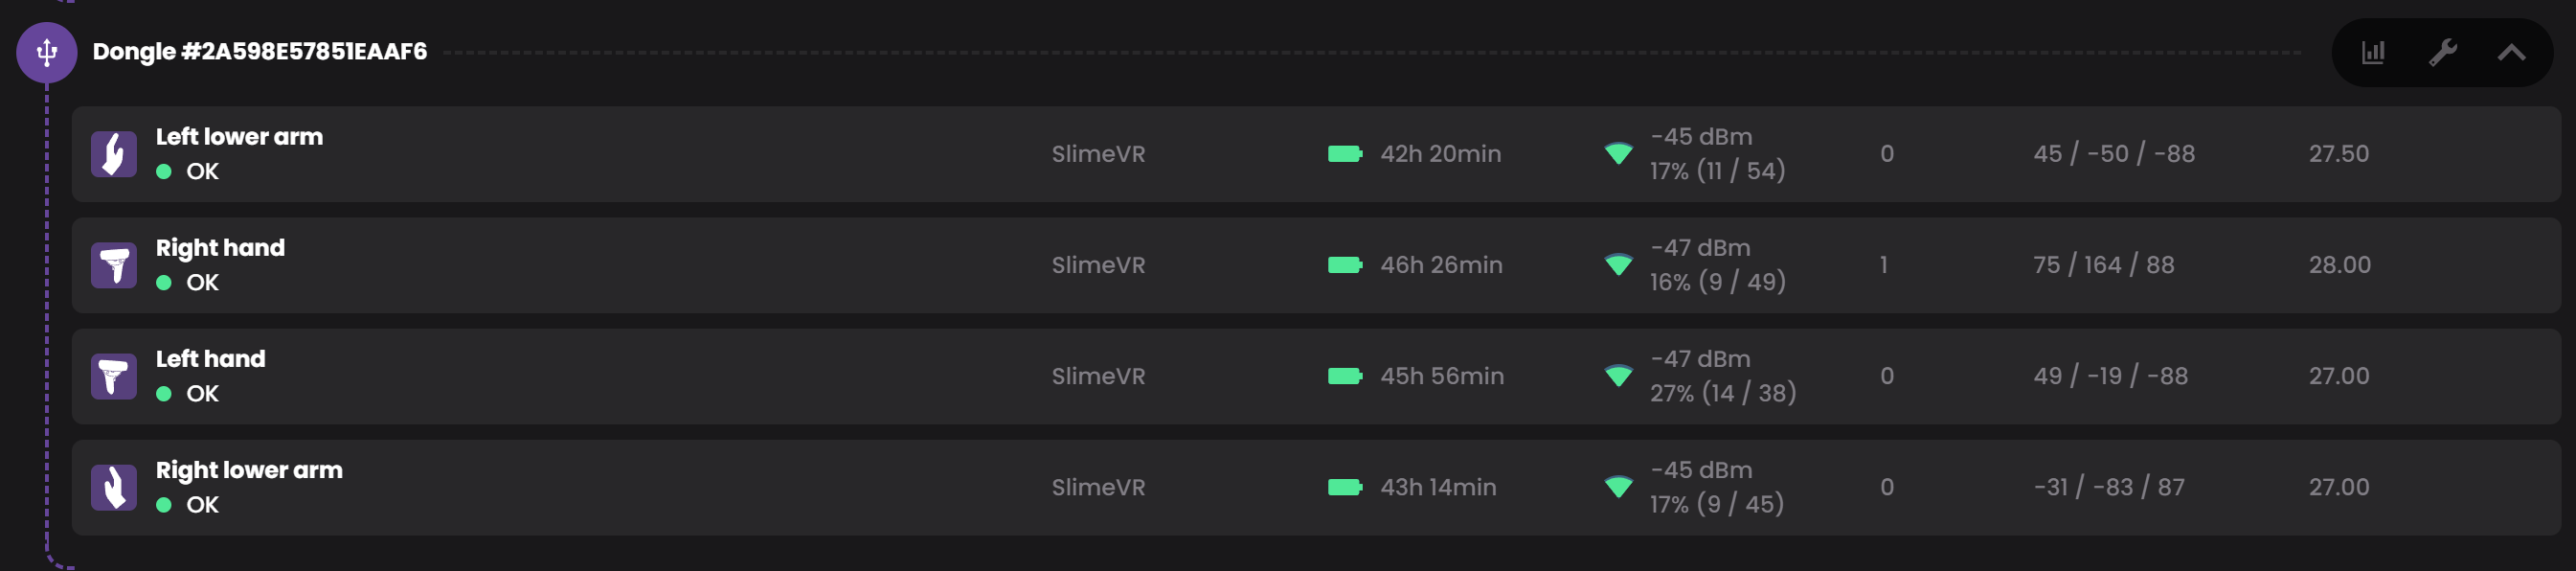 Dongle #2A598E57851EAAF6
Left lower arm
OK
SlimeVR
42h 20min
-45 dBm
17% (11 / 54)
0
45 / -50 / -88
27.50
Right hand
OK
SlimeVR
46h 26min
-47 dBm
16% (9 / 49)
1
75 / 164 / 88
28.00
Left hand
OK
SlimeVR
45h 56min
-47 dBm
27% (14 / 38)
0
49 / -19 / -88
27.00
Right lower arm
OK
SlimeVR
43h 14min
-45 dBm
17% (9 / 45)
0
-31 / -83 / 87
27.00